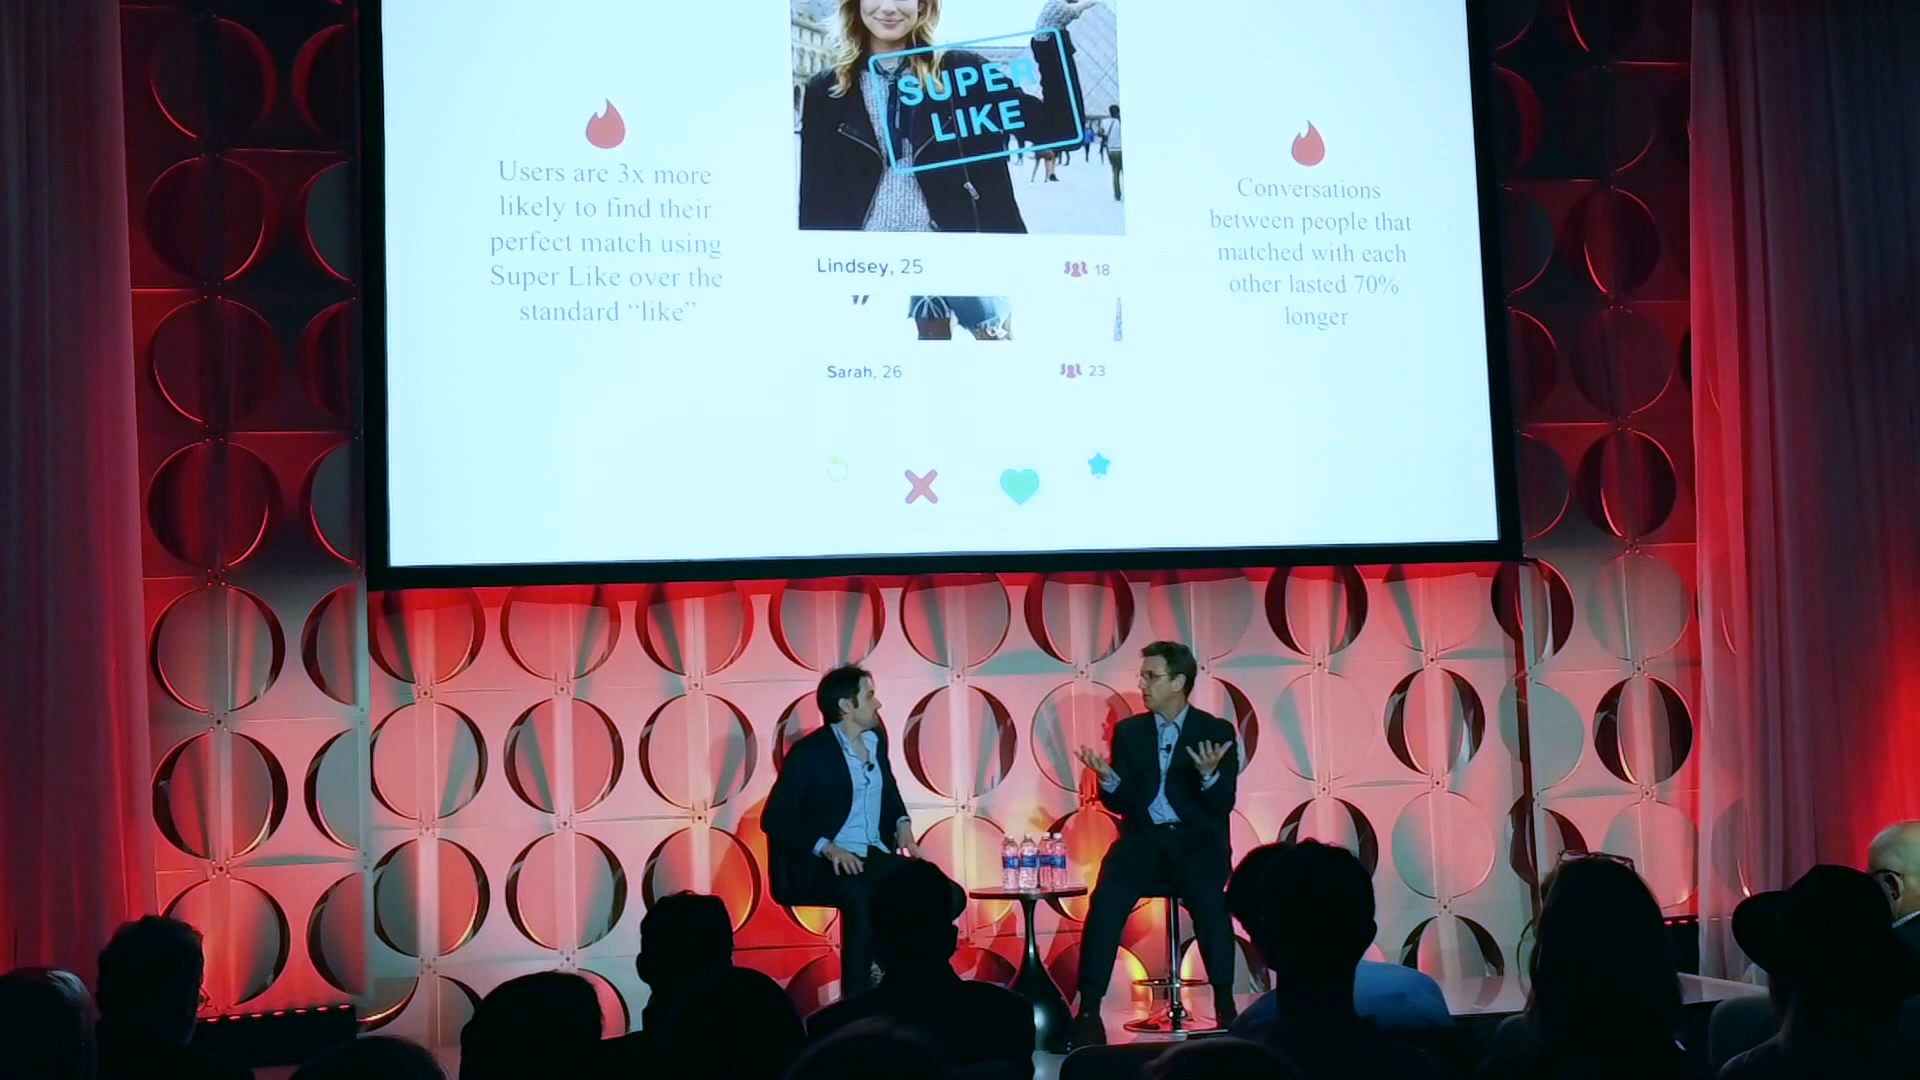 Users are 3x more
likely to find their
perfect match using
Super Like over the
standard “like”
SUPER
LIKE
Lindsey, 25
18
Sarah, 26
23
Conversations
between people that
matched with each
other lasted 70%
longer